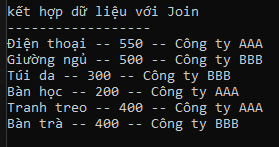 kết hợp dữ liệu với Join
-----------------
Điện thoại -- 550 -- Công ty AAA
Giường ngủ -- 500 -- Công ty BBB
Túi da -- 300 -- Công ty BBB
Bàn học -- 200 -- Công ty AAA
Tranh treo -- 400 -- Công ty AAA
Bàn trà -- 400 -- Công ty BBB